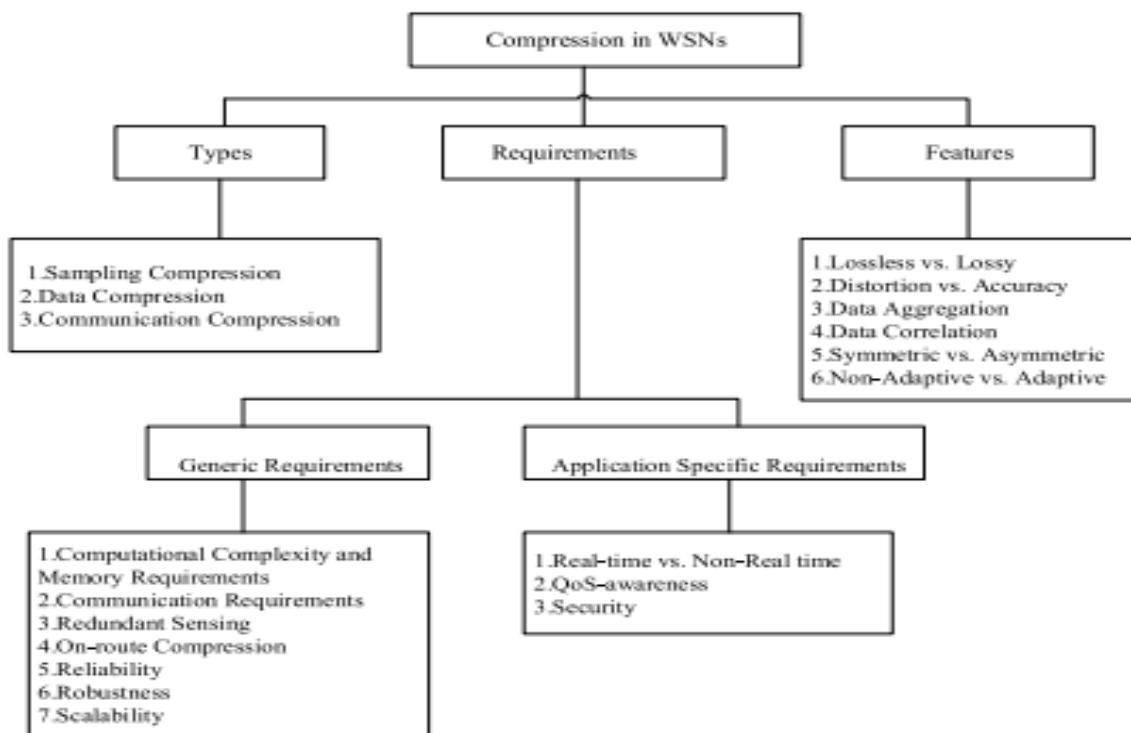 Compression in WSNs
Types
Requirements
Features
1.Sampling Compression
2.Data Compression
3.Communication Compression
1.Lossless vs. Lossy
2.Distortion vs. Accuracy
3.Data Aggregation
4.Data Correlation
5.Symmetric vs. Asymmetric
6.Non-Adaptive vs. Adaptive
Generic Requirements
Application Specific Requirements
1.Computational Complexity and
Memory Requirements
2.Communication Requirements
3.Redundant Sensing
4.On-route Compression
5.Reliability
6.Robustness
7.Scalability
1.Real-time vs. Non-Real time
2.QoS-awareness
3.Security